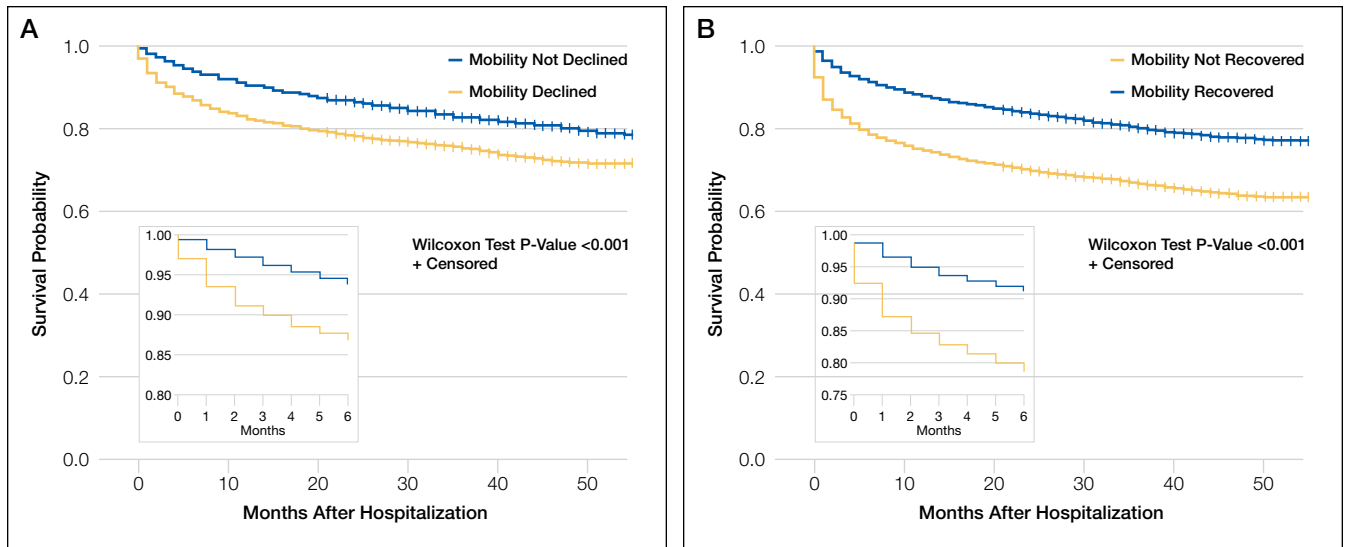 A
Mobility Not Declined
Mobility Declined
Survival Probability
1.0
0.8
0.6
0.4
0.2
0.0
Wilcoxon Test P-Value <0.001
+ Censored
1.00
0.95
0.90
0.85
0.80
0 1 2 3 4 5 6
Months
0 10 20 30 40 50
Months After Hospitalization
B
Mobility Not Recovered
Mobility Recovered
Survival Probability
1.0
0.8
0.6
0.4
0.2
0.0
Wilcoxon Test P-Value <0.001
+ Censored
1.00
0.95
0.90
0.85
0.80
0.75
0 1 2 3 4 5 6
Months
0 10 20 30 40 50
Months After Hospitalization